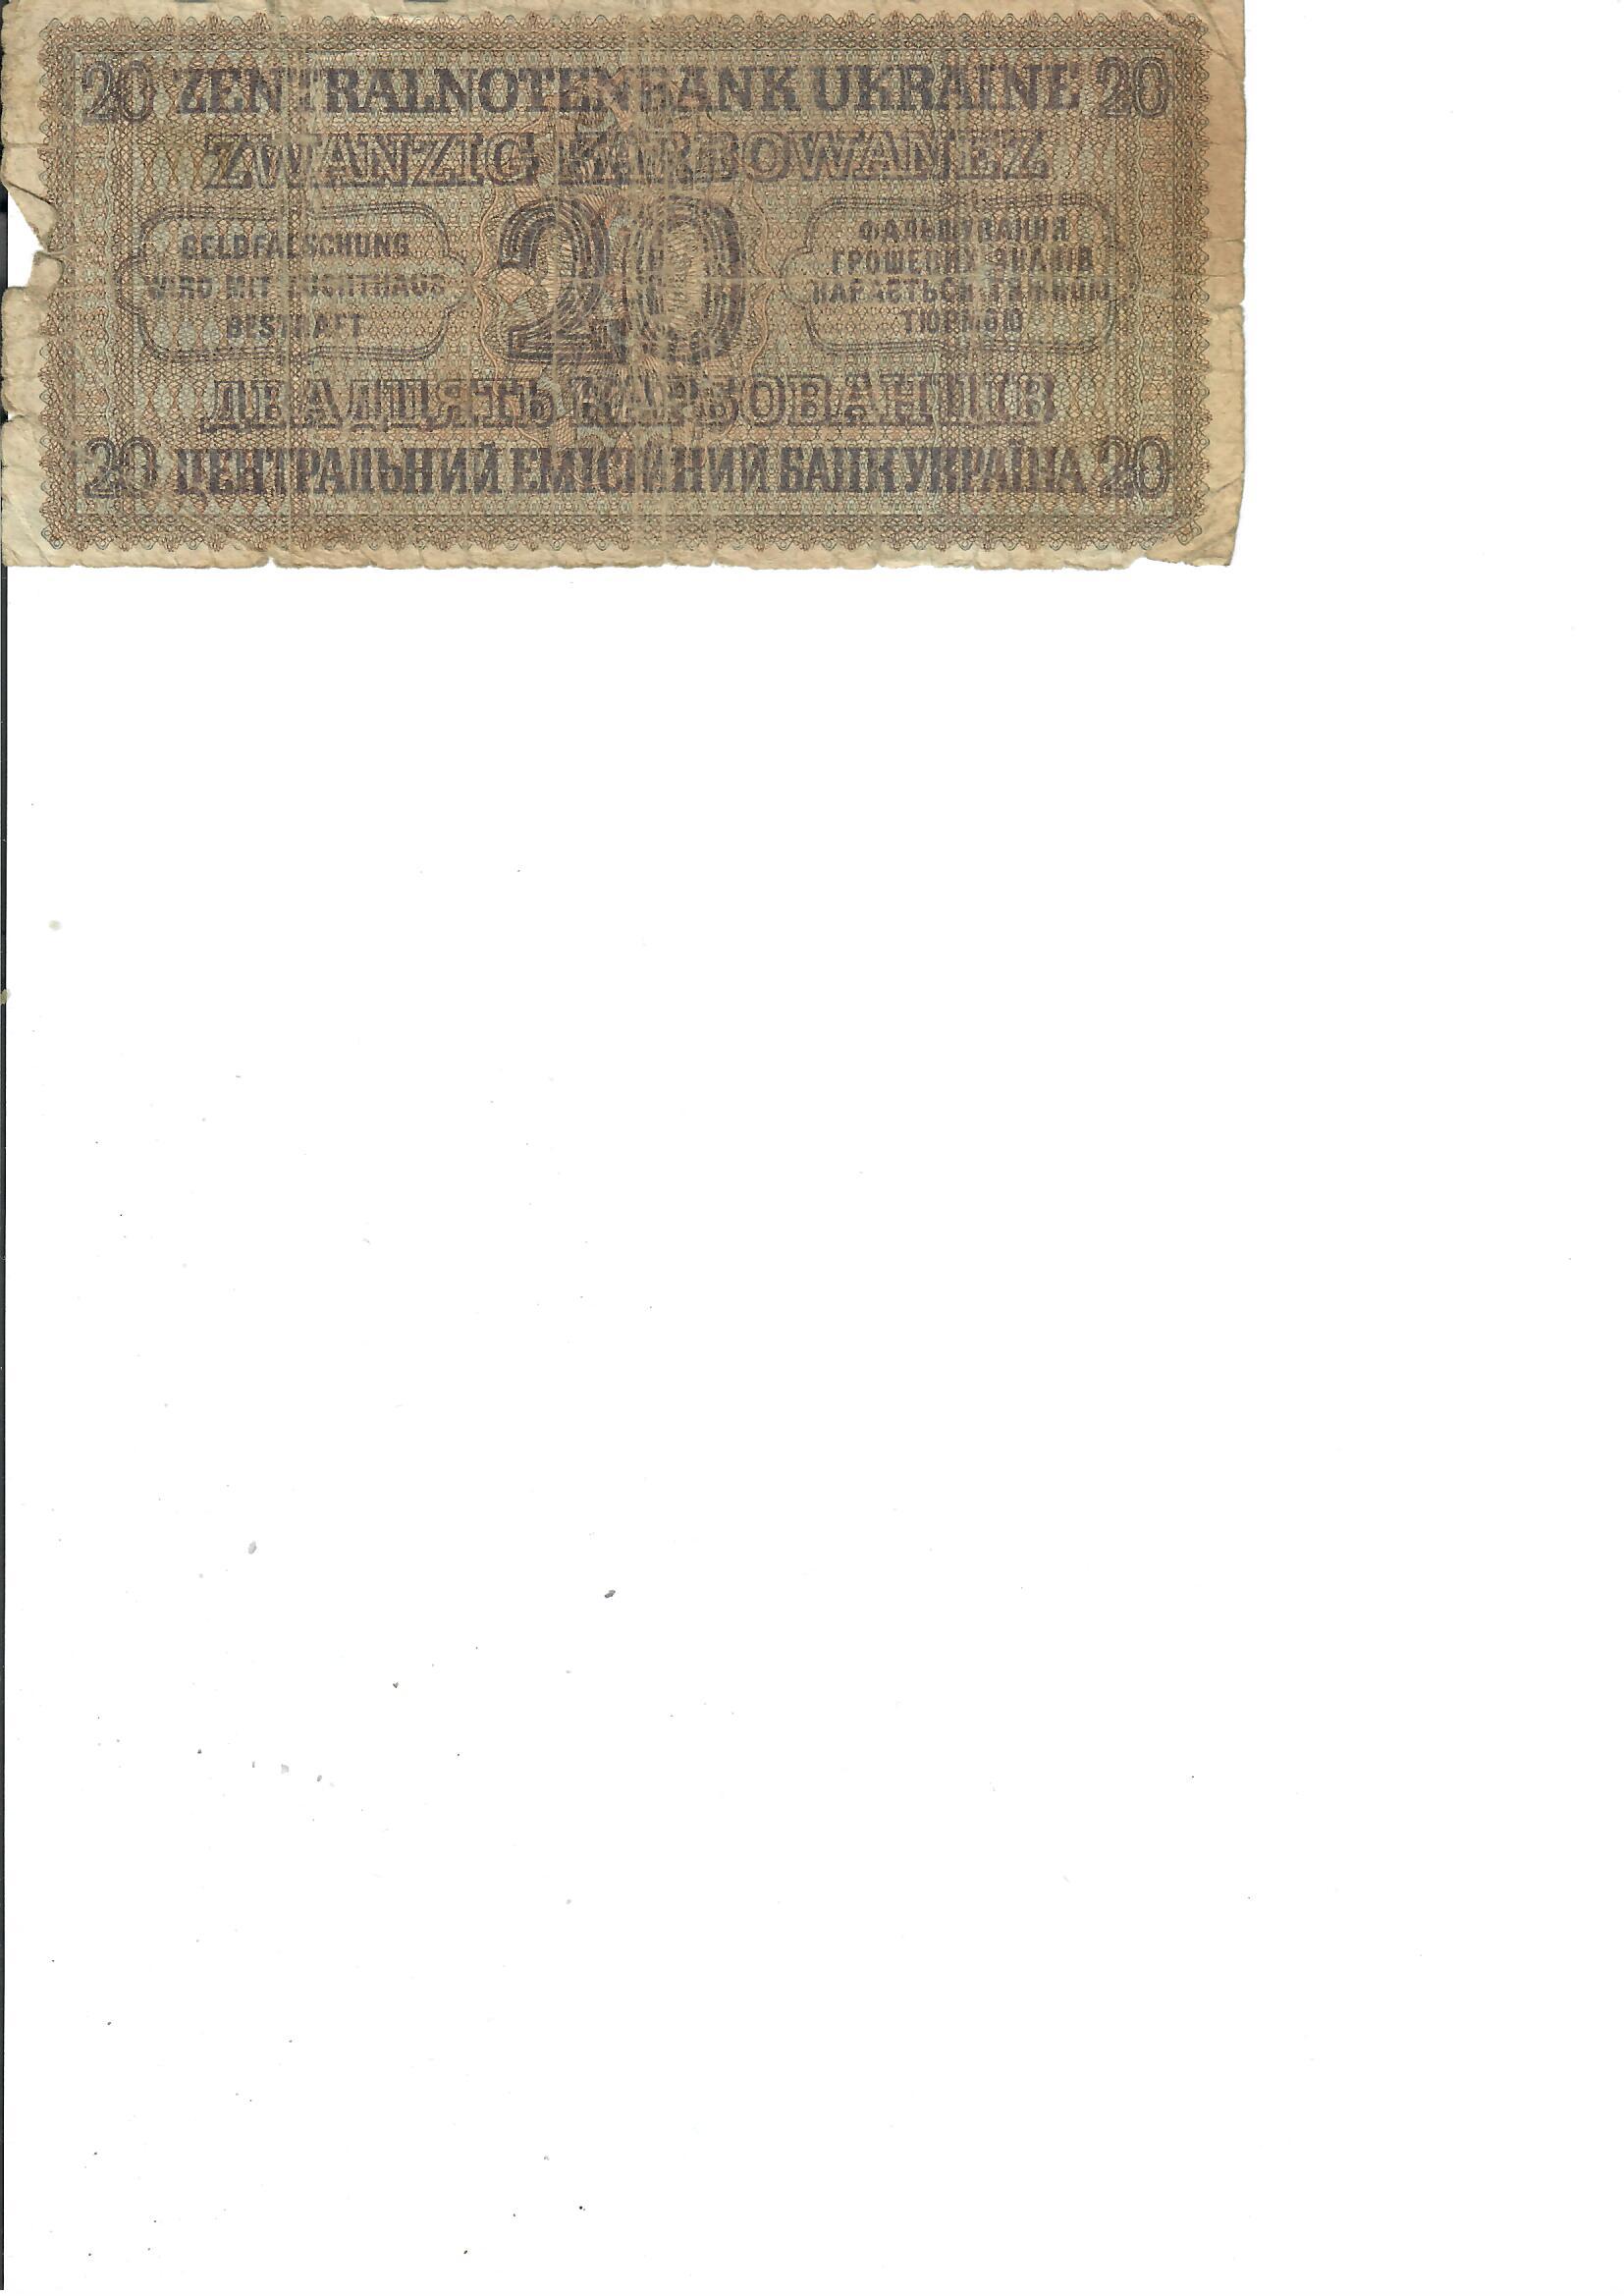 20 ZENTRALNOTENBANK UKRAINE 20
ZWANZIG KARBOWANEZ
GELDFÄLSCHUNG
WIRD MIT ZUCHTHAUS
BESTRAFT
20
ФАЛЬШУВАННЯ
ГРОШЕВИХ ЗНАКІВ
КАРАЄТЬСЯ ТЯЖКОЮ
ТЮРМОЮ
ДВАДЦЯТЬ КАРБОВАНЦІВ
20 ЦЕНТРАЛЬНИЙ ЕМІСІЙНИЙ БАНК УКРАЇНА 20